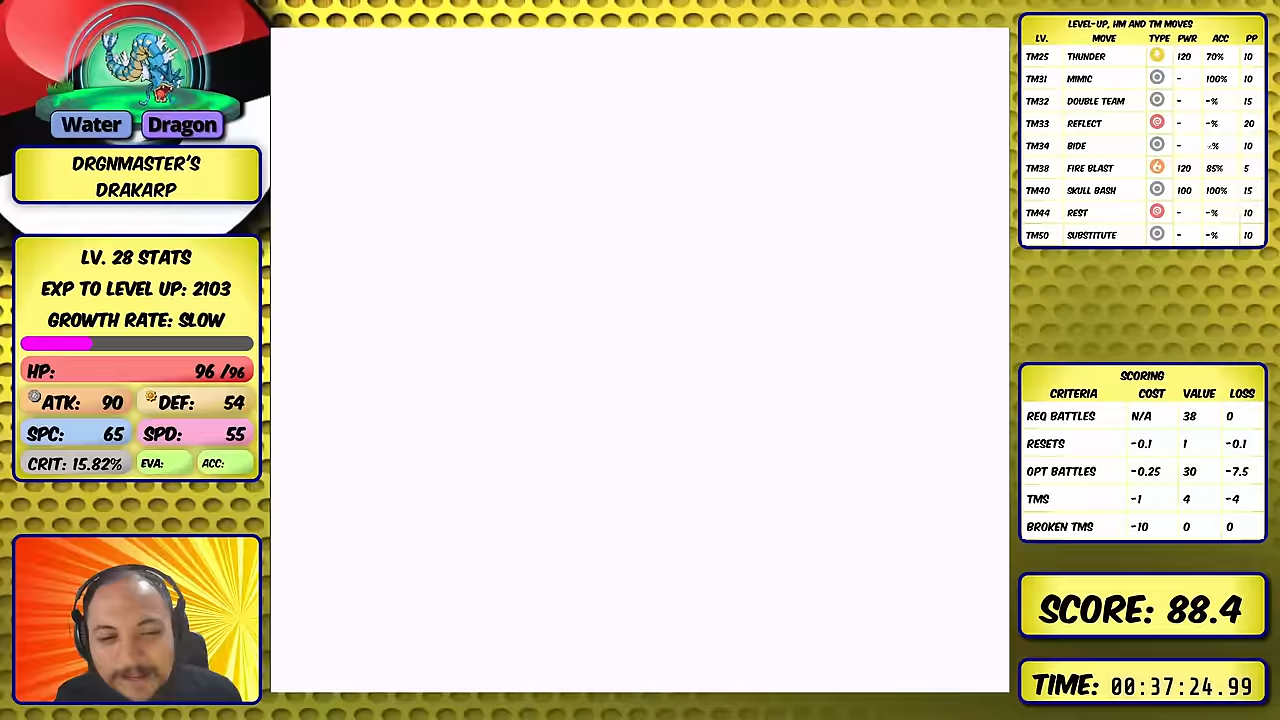 Water Dragon
DRGNMASTER'S
DRAKARP
LV. 28 STATS
EXP TO LEVEL UP: 2103
GROWTH RATE: SLOW
HP: 96 /96
ATK: 90 DEF: 54
SPC: 65 SPD: 55
CRIT: 15.82% EVA: ACC:
LEVEL-UP, HM AND TM MOVES
LV. MOVE TYPE PWR ACC PP
TM25 THUNDER 120 70% 10
TM31 MIMIC - 100% 10
TM32 DOUBLE TEAM - -% 15
TM33 REFLECT - -% 20
TM34 BIDE - -% 10
TM38 FIRE BLAST 120 85% 5
TM40 SKULL BASH 100 100% 15
TM44 REST - -% 10
TM50 SUBSTITUTE - -% 10
SCORING
CRITERIA COST VALUE LOSS
REQ BATTLES N/A 38 0
RESETS -0.1 1 -0.1
OPT BATTLES -0.25 30 -7.5
TMS -1 4 -4
BROKEN TMS -10 0 0
SCORE: 88.4
TIME: 00:37:24.99